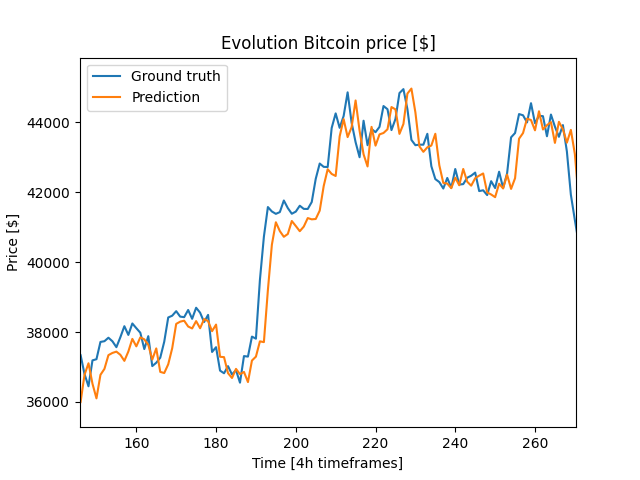 Evolution Bitcoin price [$]
Ground truth
Prediction
44000
42000
40000
38000
36000
Price [$]
160 180 200 220 240 260
Time [4h timeframes]